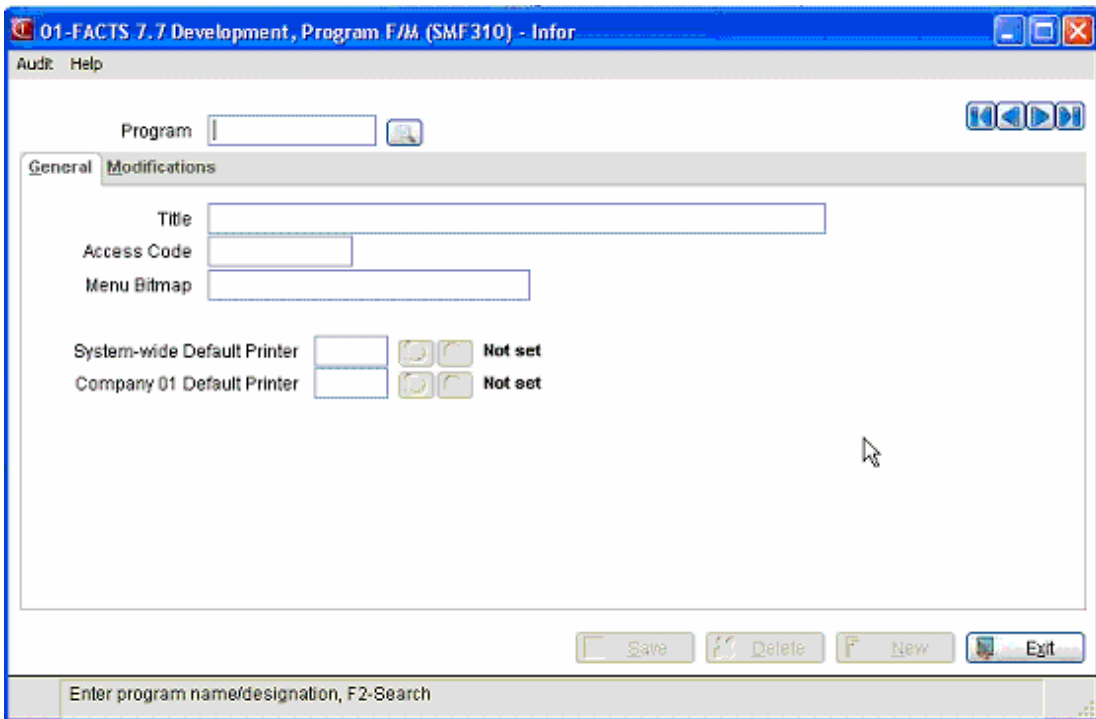 01-FACTS 7.7 Development, Program F/M (SMF310) - Infor
Audit Help
Program
General Modifications
Title
Access Code
Menu Bitmap
System-wide Default Printer Not set
Company 01 Default Printer Not set
Save Delete New Exit
Enter program name/designation, F2-Search